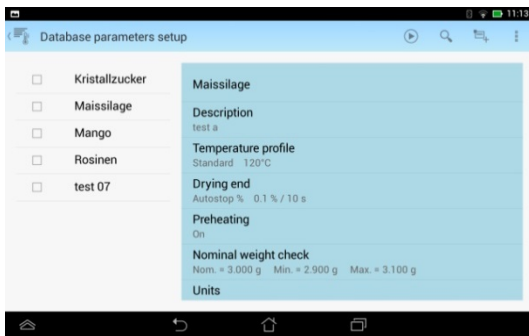 11:13
Database parameters setup
Kristallzucker
Maissilage
Mango
Rosinen
test 07
Maissilage
Description
test a
Temperature profile
Standard 120°C
Drying end
Autostop % 0.1 % / 10 s
Preheating
On
Nominal weight check
Nom. = 3.000 g Min. = 2.900 g Max. = 3.100 g
Units